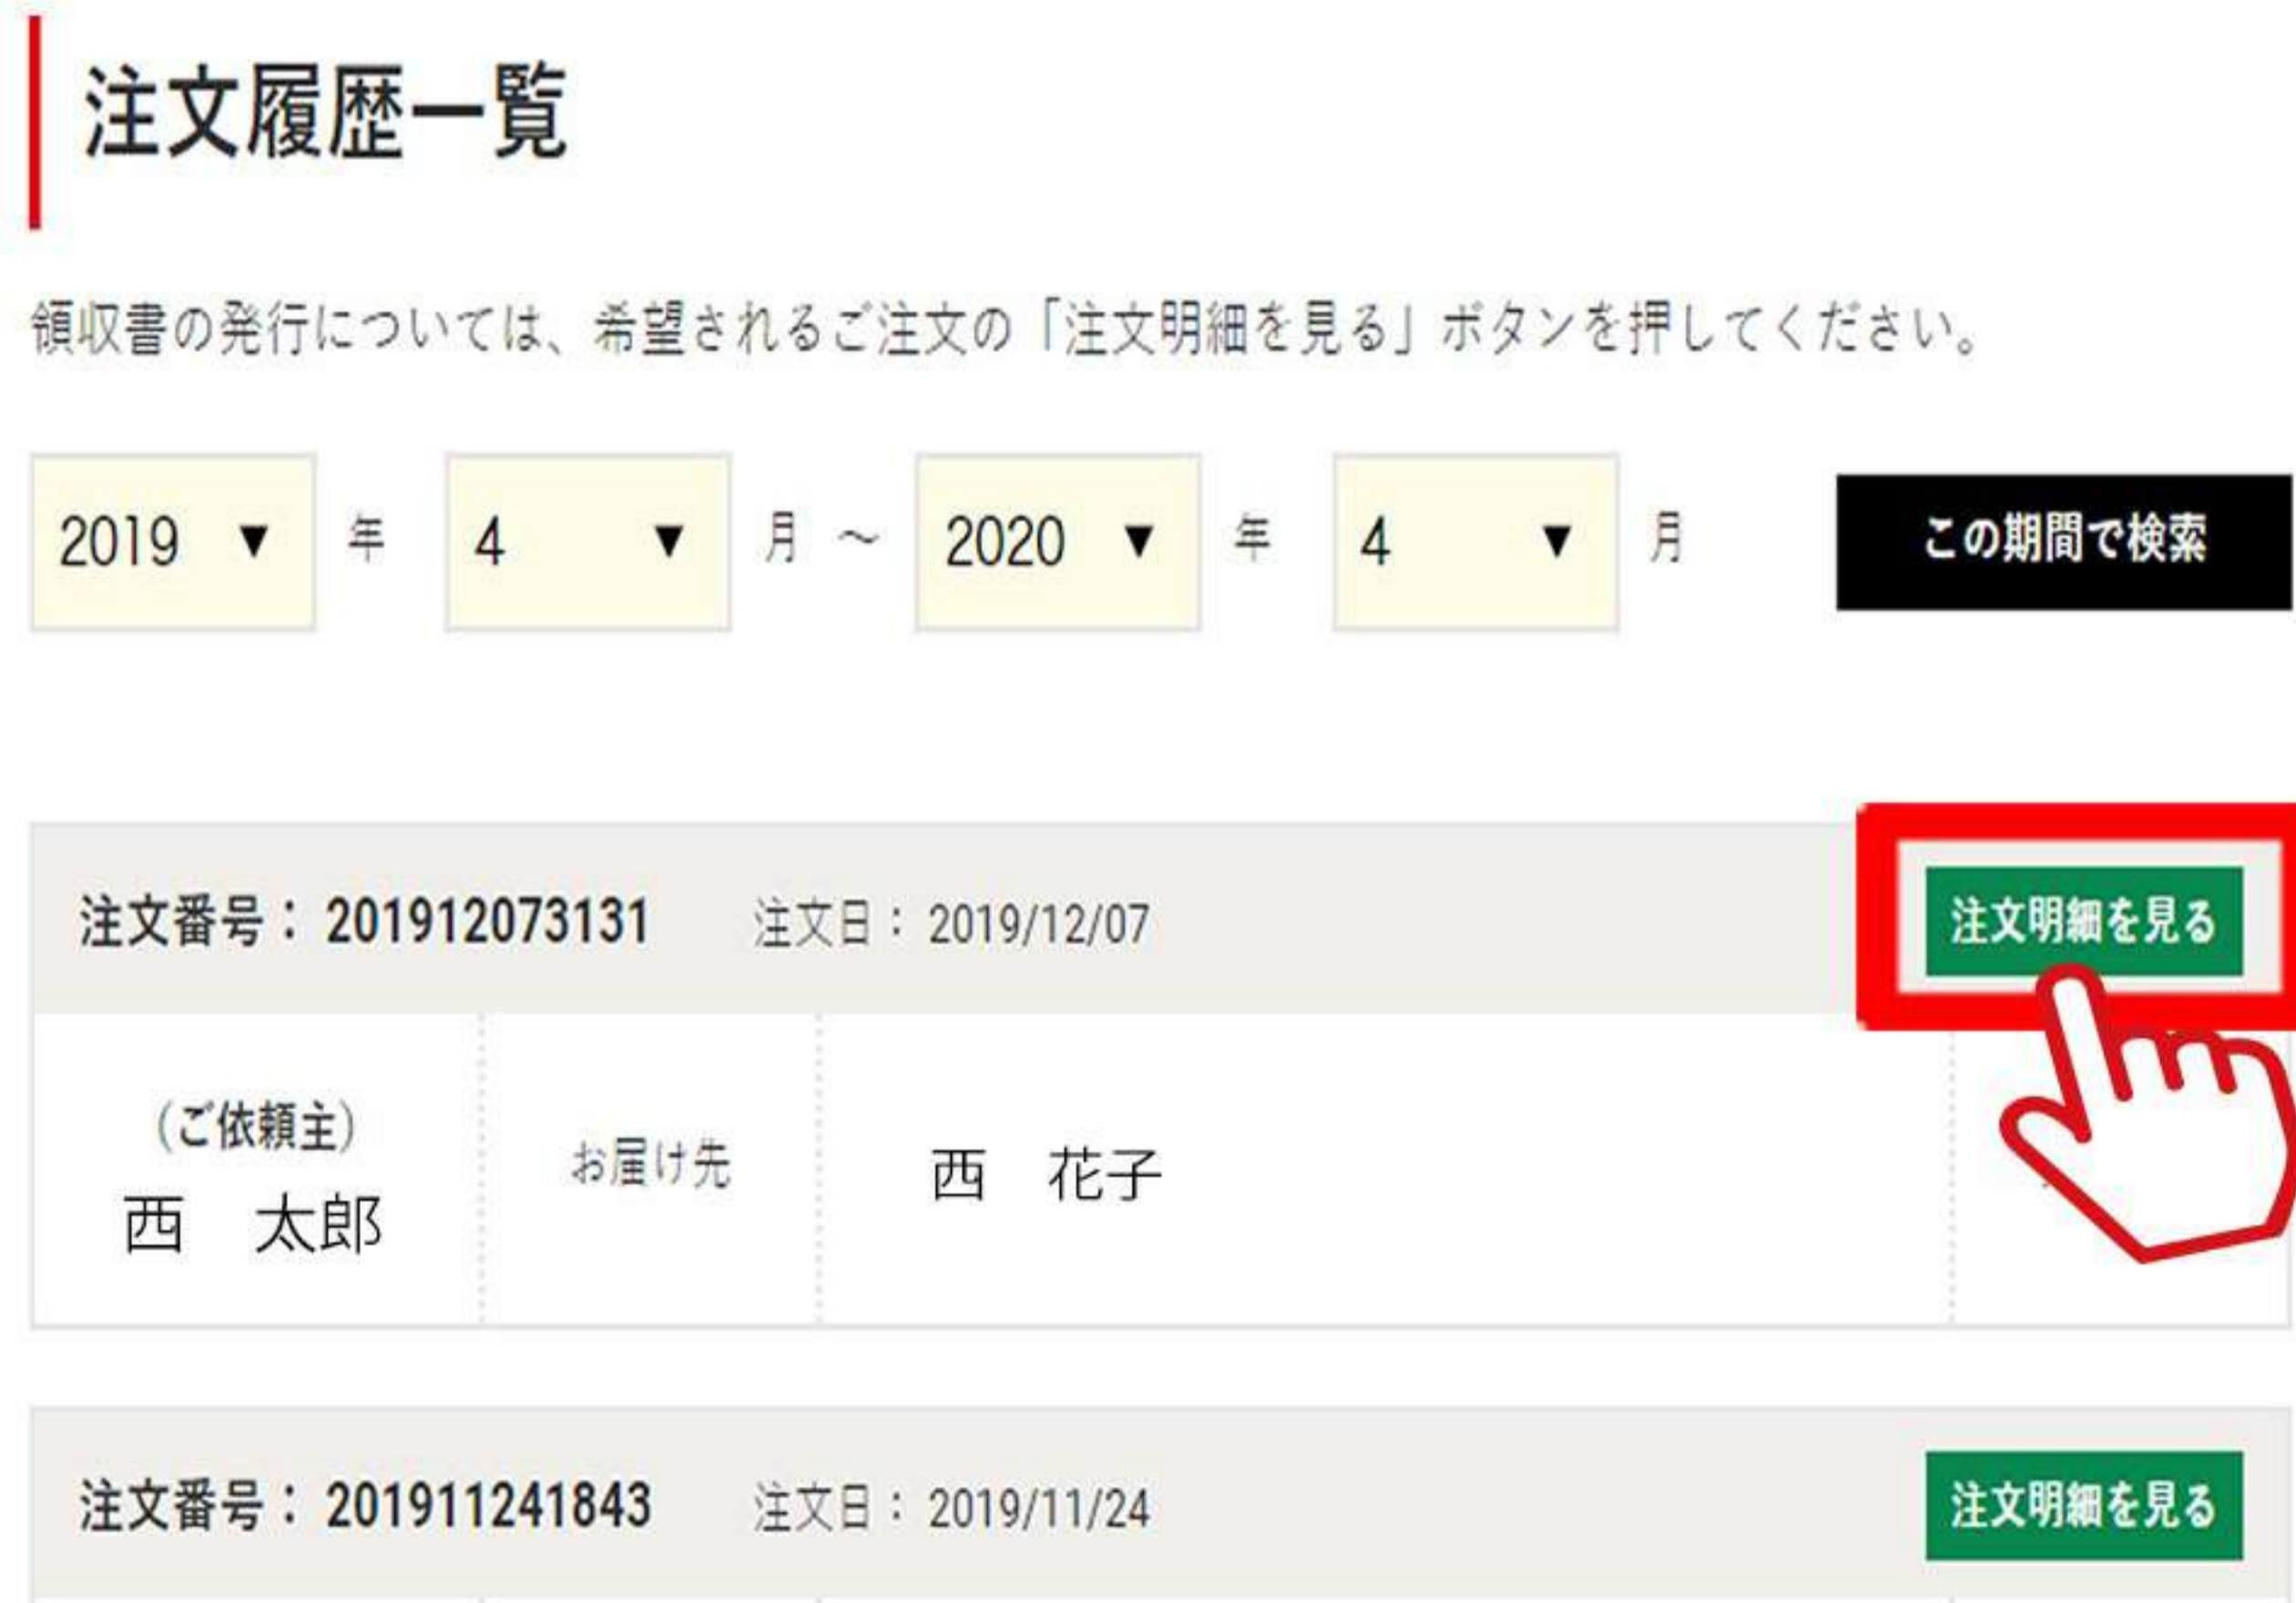 注文履歴一覧
領収書の発行については、希望されるご注文の「注文明細を見る」ボタンを押してください。
2019 ▼ 年 4 ▼ 月 ～ 2020 ▼ 年 4 ▼ 月 この期間で検索
注文番号： 201912073131 注文日： 2019/12/07 注文明細を見る
（ご依頼主）
西　太郎
お届け先
西　花子
注文番号： 201911241843 注文日： 2019/11/24 注文明細を見る